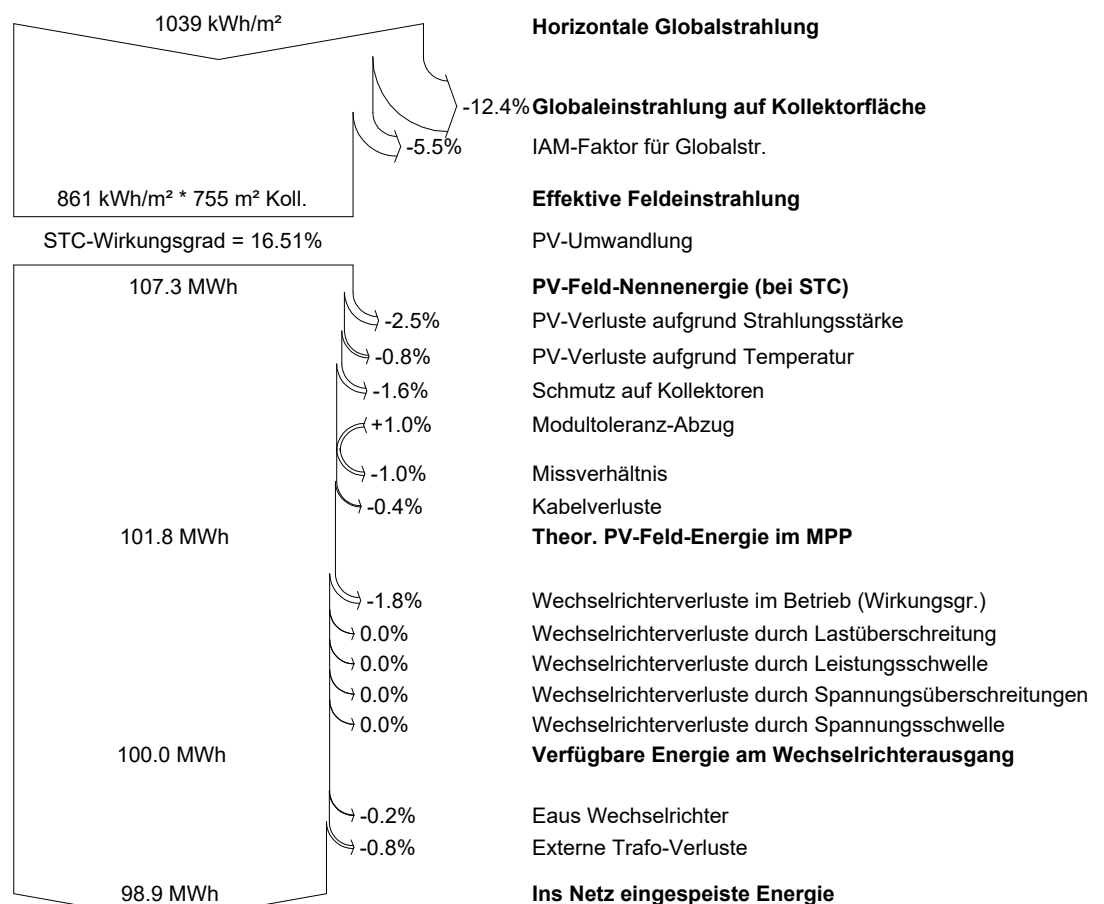 1039 kWh/m² Horizontale Globalstrahlung
-12.4% Globaleinstrahlung auf Kollektorfläche
-5.5% IAM-Faktor für Globalstr.
861 kWh/m² * 755 m² Koll. Effektive Feldeinstrahlung
STC-Wirkungsgrad = 16.51% PV-Umwandlung
107.3 MWh PV-Feld-Nennenergie (bei STC)
-2.5% PV-Verluste aufgrund Strahlungsstärke
-0.8% PV-Verluste aufgrund Temperatur
-1.6% Schmutz auf Kollektoren
+1.0% Modultoleranz-Abzug
-1.0% Missverhältnis
-0.4% Kabelverluste
101.8 MWh Theor. PV-Feld-Energie im MPP
-1.8% Wechselrichterverluste im Betrieb (Wirkungsgr.)
0.0% Wechselrichterverluste durch Lastüberschreitung
0.0% Wechselrichterverluste durch Leistungsschwelle
0.0% Wechselrichterverluste durch Spannungsüberschreitungen
0.0% Wechselrichterverluste durch Spannungsschwelle
100.0 MWh Verfügbare Energie am Wechselrichterausgang
-0.2% Eaus Wechselrichter
-0.8% Externe Trafo-Verluste
98.9 MWh Ins Netz eingespeiste Energie